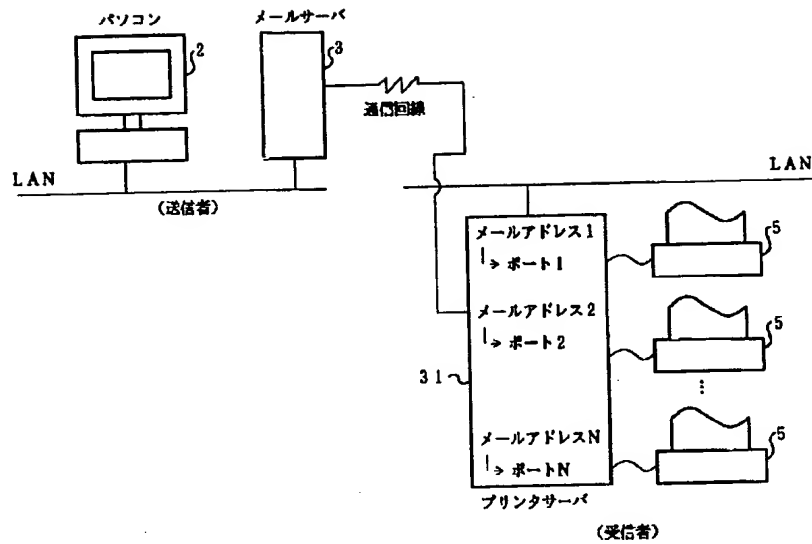 パソコン
メールサーバ
2
3
通信回線
LAN
(送信者)
LAN
メールアドレス1
ポート1
5
メールアドレス2
ポート2
5
31
メールアドレスN
ポートN
5
プリンタサーバ
(受信者)